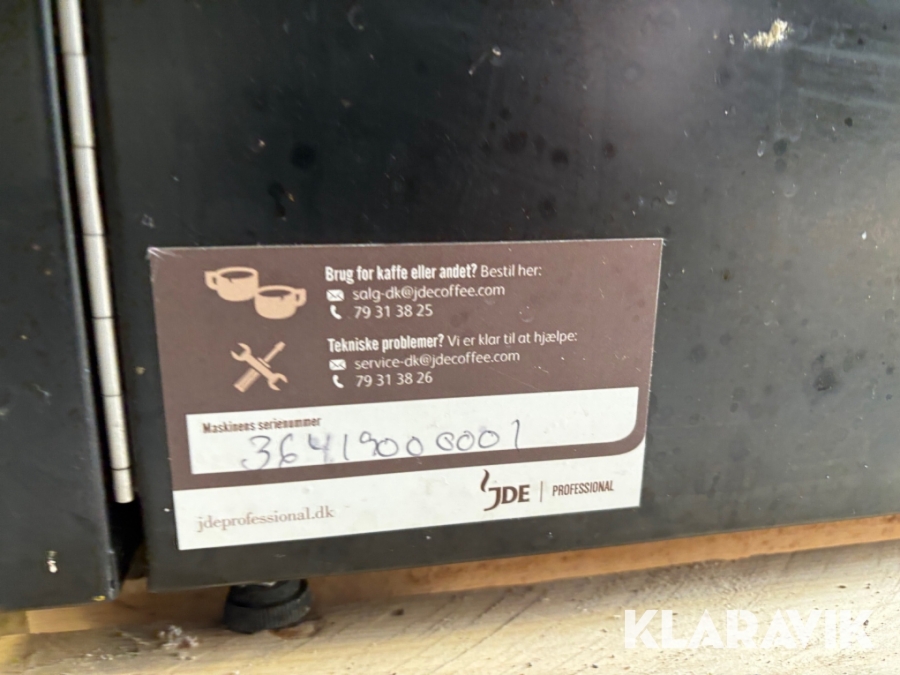 Brug for kaffe eller andet? Bestil her:
salg-dk@jdecoffee.com
79 31 38 25
Tekniske problemer? Vi er klar til at hjælpe:
service-dk@jdecoffee.com
79 31 38 26
Maskinens serienummer
364190000001
jdeprofessional.dk
JDE | PROFESSIONAL
KLARAVIK